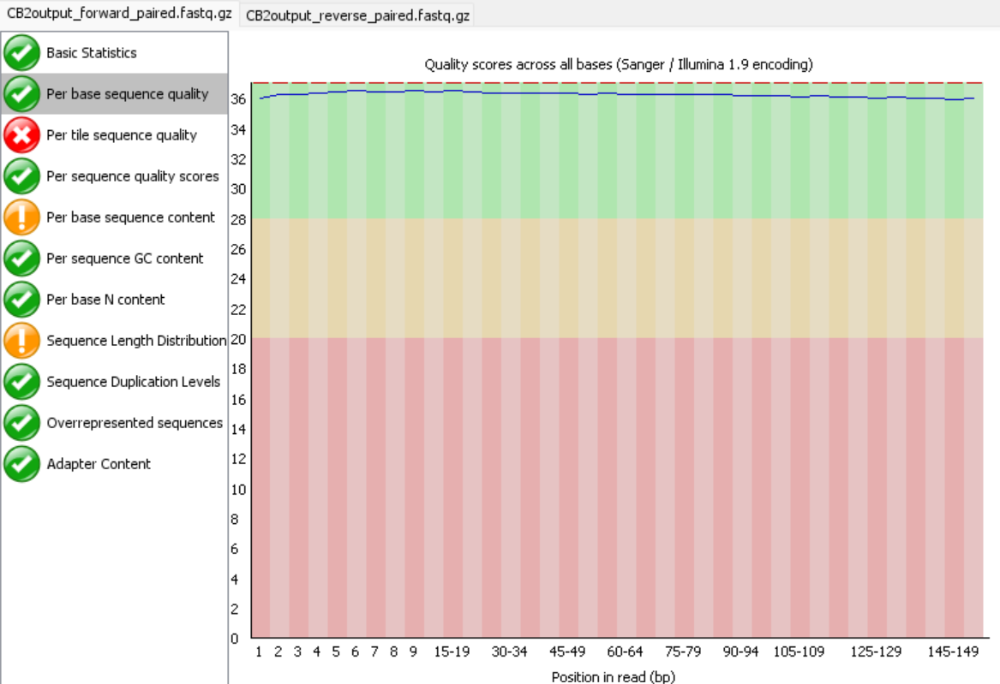 CB2output_forward_paired.fastq.gz
CB2output_reverse_paired.fastq.gz
Basic Statistics
Per base sequence quality
Per tile sequence quality
Per sequence quality scores
Per base sequence content
Per sequence GC content
Per base N content
Sequence Length Distribution
Sequence Duplication Levels
Overrepresented sequences
Adapter Content
Quality scores across all bases (Sanger / Illumina 1.9 encoding)
36
34
32
30
28
26
24
22
20
18
16
14
12
10
8
6
4
2
0
1 2 3 4 5 6 7 8 9 15-19 30-34 45-49 60-64 75-79 90-94 105-109 125-129 145-149
Position in read (bp)